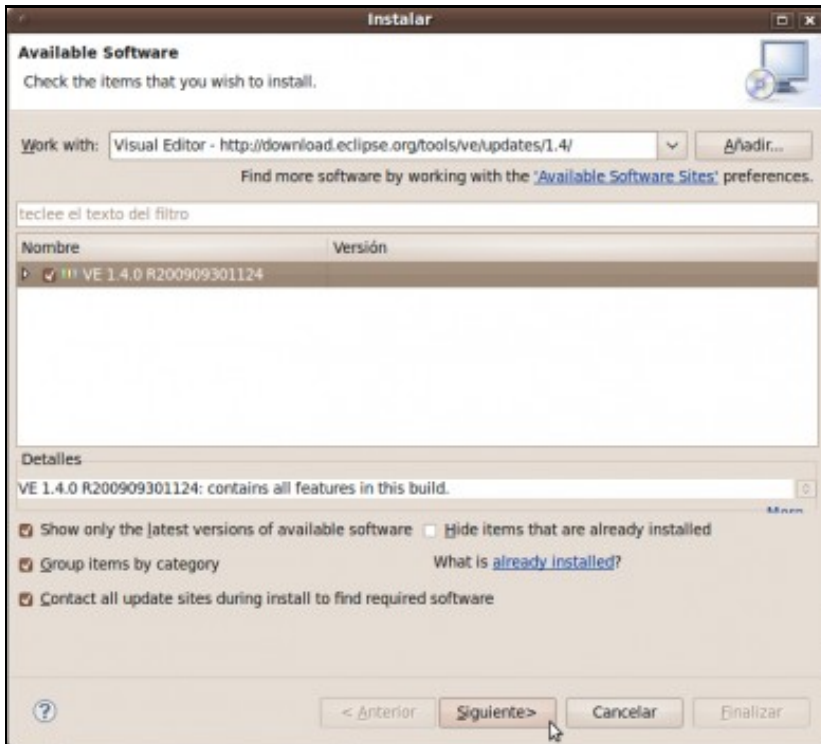 Instalar
Available Software
Check the items that you wish to install.
Work with: Visual Editor - http://download.eclipse.org/tools/ve/updates/1.4/ Añadir...
Find more software by working with the 'Available Software Sites' preferences.
teclee el texto del filtro
Nombre Versión
VE 1.4.0 R200909301124
Detalles
VE 1.4.0 R200909301124: contains all features in this build.
More
Show only the latest versions of available software Hide items that are already installed
Group items by category What is already installed?
Contact all update sites during install to find required software
? < Anterior Siguiente> Cancelar Finalizar